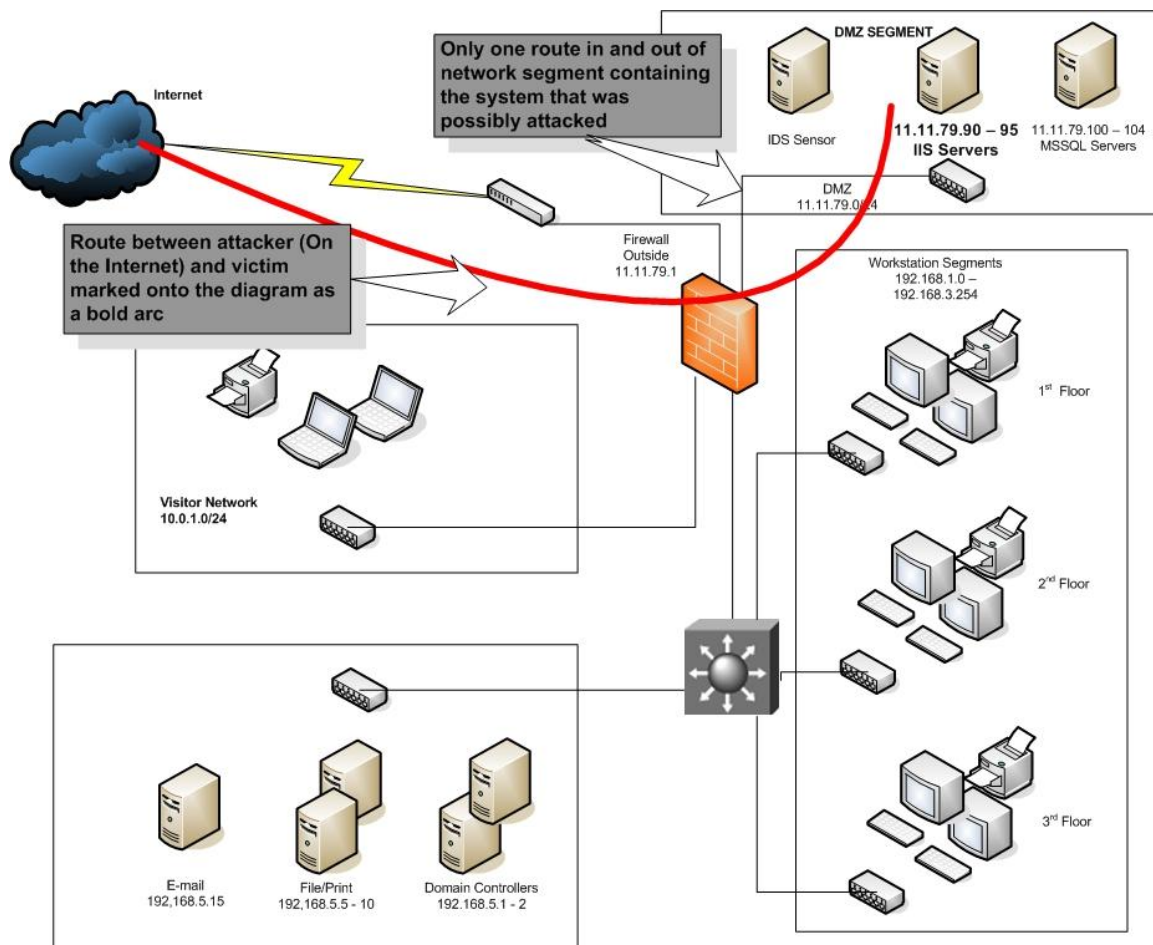 Internet
Only one route in and out of
network segment containing
the system that was
possibly attacked
DMZ SEGMENT
IDS Sensor
11.11.79.90 – 95
IIS Servers
11.11.79.100 – 104
MSSQL Servers
DMZ
11.11.79.0/24
Route between attacker (On
the Internet) and victim
marked onto the diagram as
a bold arc
Firewall
Outside
11.11.79.1
Workstation Segments
192.168.1.0 –
192.168.3.254
1st Floor
Visitor Network
10.0.1.0/24
2nd Floor
3rd Floor
E-mail
192,168.5.15
File/Print
192,168.5.5 - 10
Domain Controllers
192.168.5.1 - 2